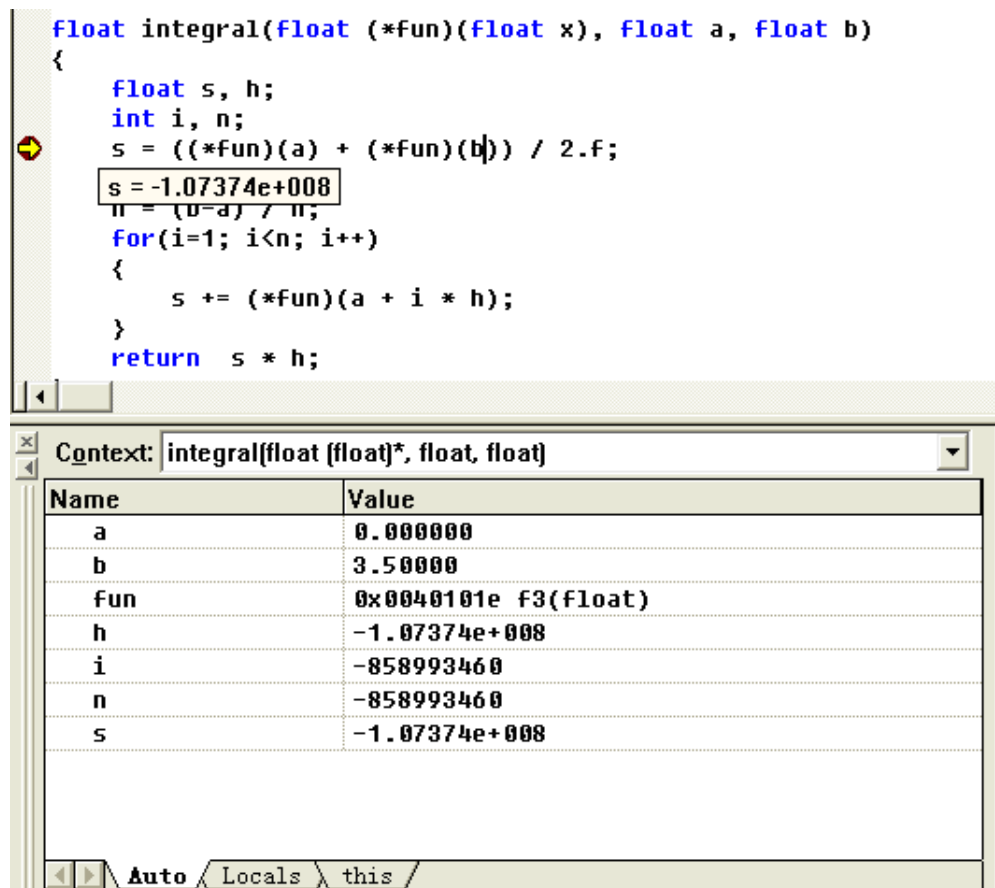 float integral(float (*fun)(float x), float a, float b)
{
float s, h;
int i, n;
s = ((*fun)(a) + (*fun)(b)) / 2.f;
s = -1.07374e+008
= (b-a) / n;
for(i=1; i<n; i++)
{
s += (*fun)(a + i * h);
}
return s * h;
Context: integral(float (float)*, float, float)
Name Value
a 0.000000
b 3.50000
fun 0x0040101e f3(float)
h -1.07374e+008
i -858993460
n -858993460
s -1.07374e+008
Auto Locals this